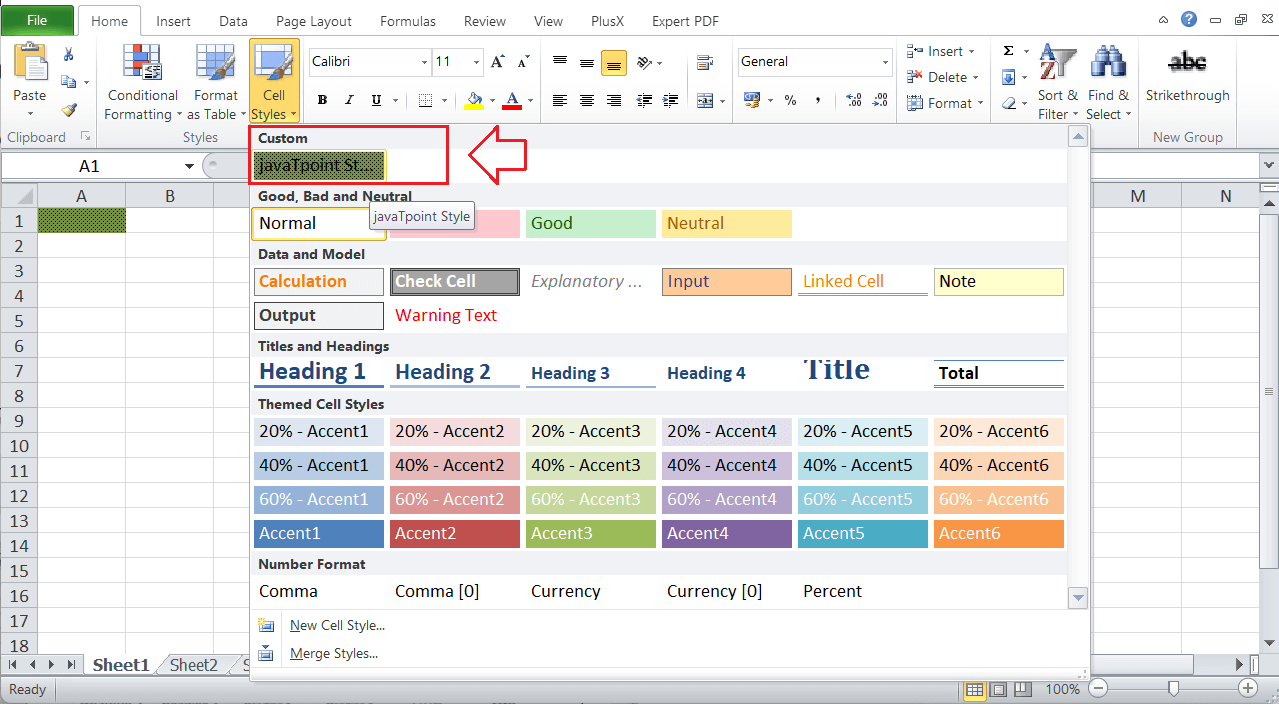 File Home Insert Data Page Layout Formulas Review View PlusX Expert PDF
Calibri 11 General Insert
Paste Conditional Format Cell B I U % , Delete Sort & Find & Strikethrough
Formatting as Table Styles Format Filter Select
Clipboard Styles New Group
A1
Custom
javaTpoint St...
Good, Bad and Neutral
javaTpoint Style
Normal Good Neutral
Data and Model
Calculation Check Cell Explanatory ... Input Linked Cell Note
Output Warning Text
Titles and Headings
Heading 1 Heading 2 Heading 3 Heading 4 Title Total
Themed Cell Styles
20% - Accent1 20% - Accent2 20% - Accent3 20% - Accent4 20% - Accent5 20% - Accent6
40% - Accent1 40% - Accent2 40% - Accent3 40% - Accent4 40% - Accent5 40% - Accent6
60% - Accent1 60% - Accent2 60% - Accent3 60% - Accent4 60% - Accent5 60% - Accent6
Accent1 Accent2 Accent3 Accent4 Accent5 Accent6
Number Format
Comma Comma [0] Currency Currency [0] Percent
New Cell Style...
Merge Styles...
A B M N
1
2
3
4
5
6
7
8
9
10
11
12
13
14
15
16
17
18
Sheet1 Sheet2
Ready 100%